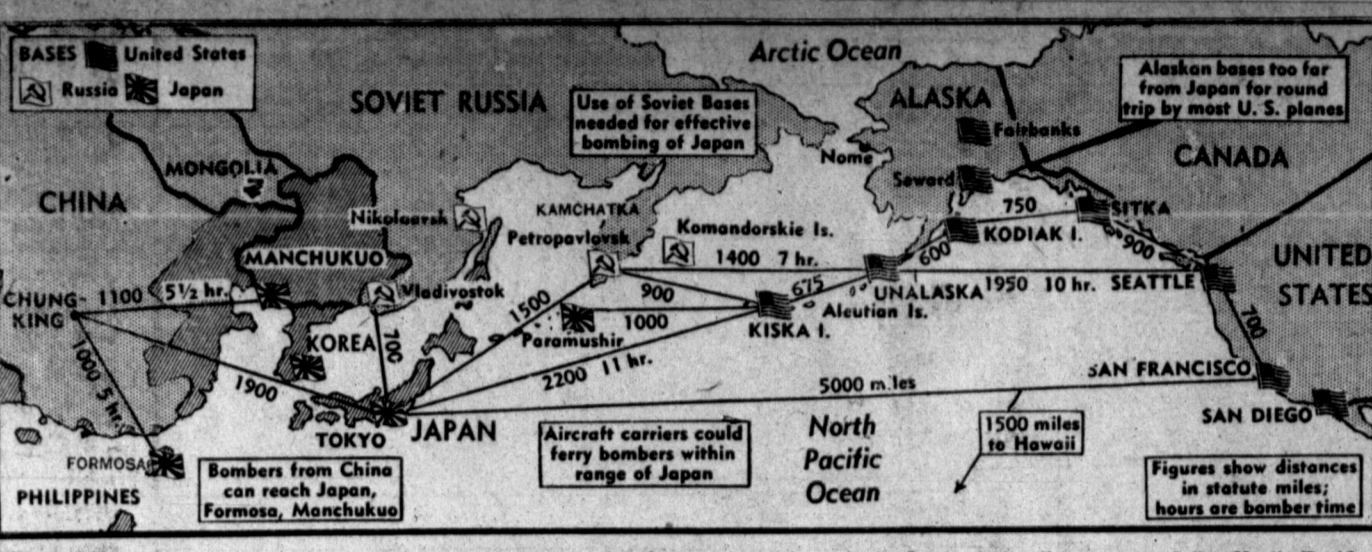 BASES United States
Russia Japan
Arctic Ocean
Alaskan bases too far
from Japan for round
trip by most U. S. planes
SOVIET RUSSIA
Use of Soviet Bases
needed for effective
bombing of Japan
ALASKA
Fairbanks
Nome
CANADA
MONGOLIA
Seward
CHINA
750
SITKA
Nikolaevsk
KAMCHATKA
KODIAK I.
Petropavlovsk
Komandorskie Is.
600
900
UNITED
STATES
MANCHUKUO
1400 7 hr.
CHUNG-
KING
1100 5½ hr.
Vladivostok
1500
900
675
UNALASKA
1950 10 hr.
SEATTLE
Aleutian Is.
1000
KISKA I.
Paramushir
700
KOREA
700
1000 5 hr.
1900
2200 11 hr.
SAN FRANCISCO
5000 miles
TOKYO
JAPAN
SAN DIEGO
North
Pacific
Ocean
1500 miles
to Hawaii
Aircraft carriers could
ferry bombers within
range of Japan
FORMOSA
PHILIPPINES
Bombers from China
can reach Japan,
Formosa, Manchukuo
Figures show distances
in statute miles;
hours are bomber time